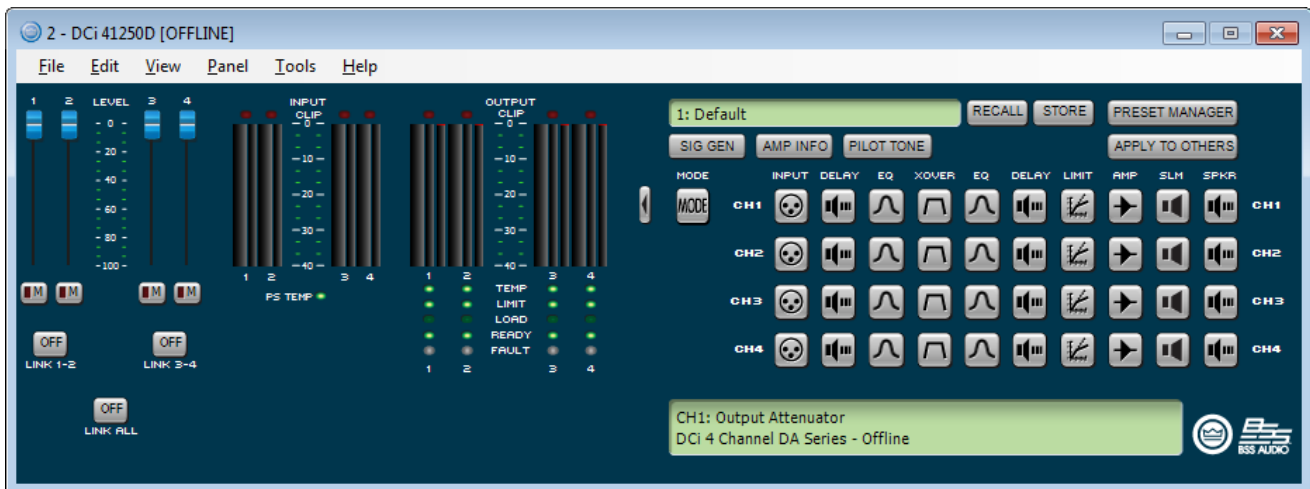 2 - DCi 41250D [OFFLINE]
File Edit View Panel Tools Help
1 2 LEVEL 3 4
- 0 -
- 20 -
- 40 -
- 60 -
- 80 -
-100-
M M M M
OFF OFF
LINK 1-2 LINK 3-4
OFF
LINK ALL
INPUT
CLIP
- 0 -
-10-
-20-
-30-
-40-
1 2 3 4
PS TEMP
OUTPUT
CLIP
- 0 -
-10-
-20-
-30-
-40-
1 2 3 4
TEMP
LIMIT
LOAD
READY
FAULT
1 2 3 4
1: Default RECALL STORE PRESET MANAGER
SIG GEN AMP INFO PILOT TONE APPLY TO OTHERS
MODE INPUT DELAY EQ XOVER EQ DELAY LIMIT AMP SLM SPKR
MODE CH1 CH1
CH2 CH2
CH3 CH3
CH4 CH4
CH1: Output Attenuator
DCi 4 Channel DA Series - Offline
BSS
BSS AUDIO